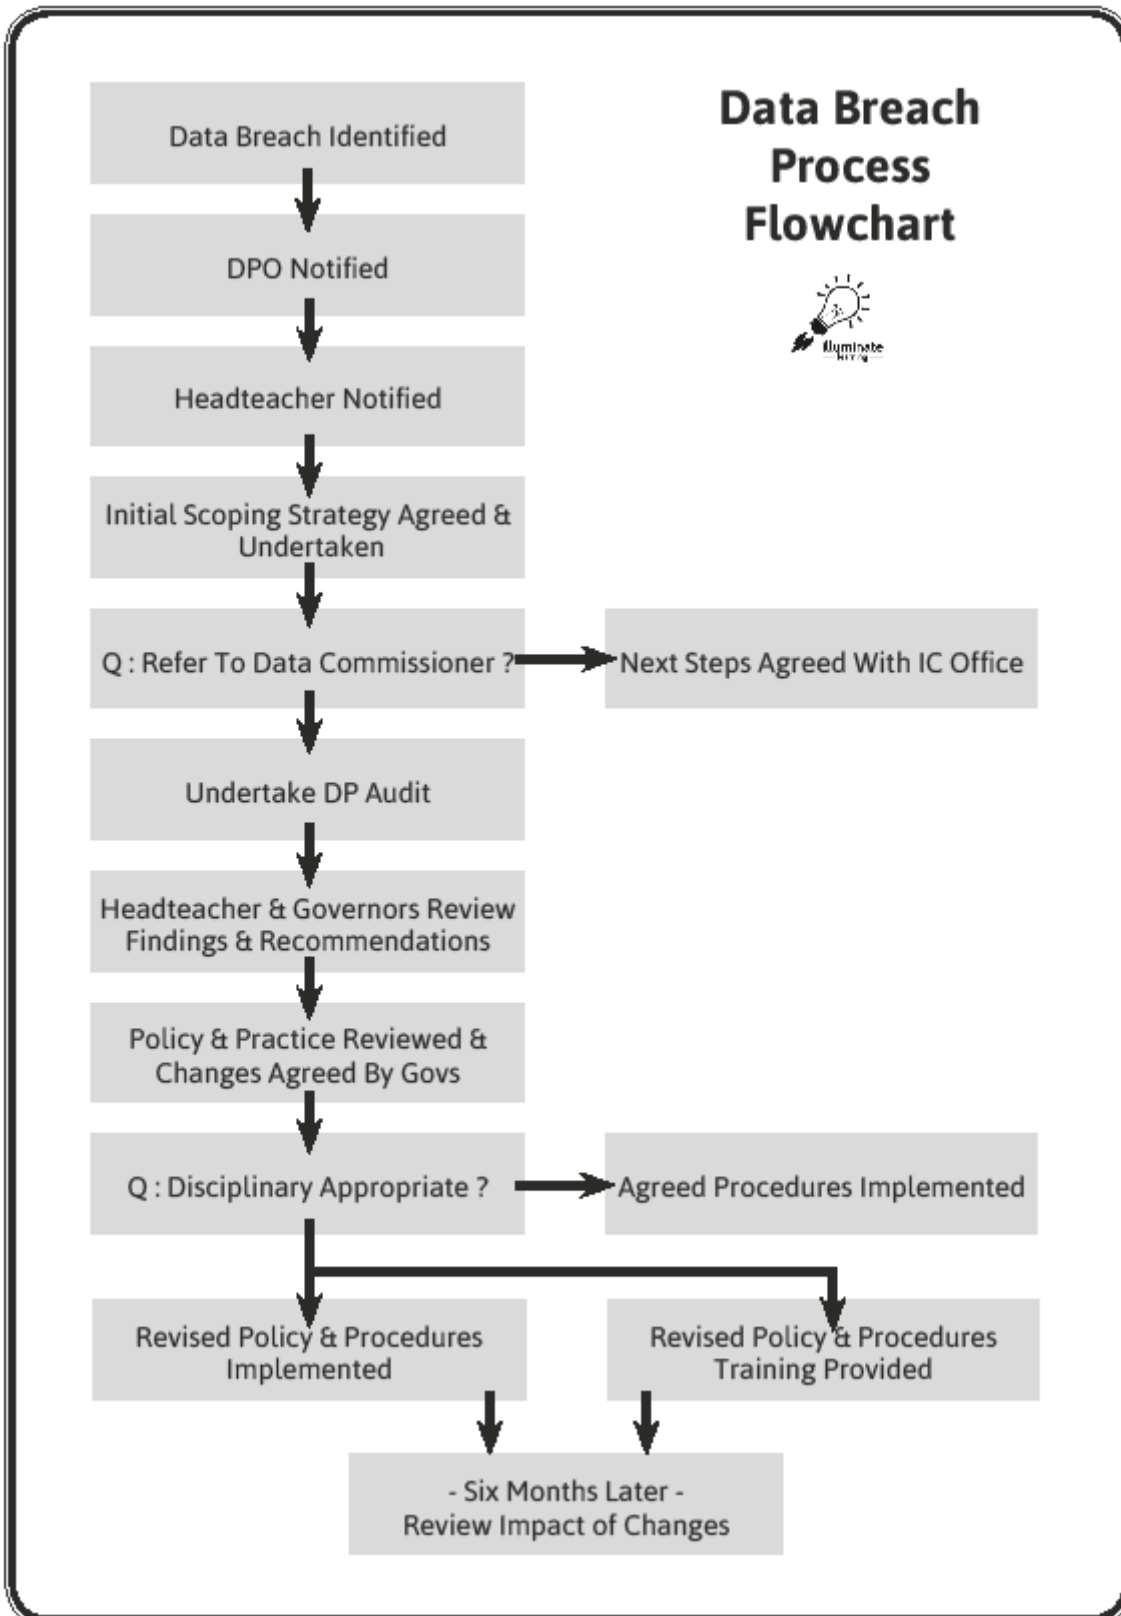 Data Breach
Process
Flowchart
illuminate
Data Breach Identified
DPO Notified
Headteacher Notified
Initial Scoping Strategy Agreed &
Undertaken
Q : Refer To Data Commissioner ?
Next Steps Agreed With IC Office
Undertake DP Audit
Headteacher & Governors Review
Findings & Recommendations
Policy & Practice Reviewed &
Changes Agreed By Govs
Q : Disciplinary Appropriate ?
Agreed Procedures Implemented
Revised Policy & Procedures
Implemented
Revised Policy & Procedures
Training Provided
- Six Months Later -
Review Impact of Changes